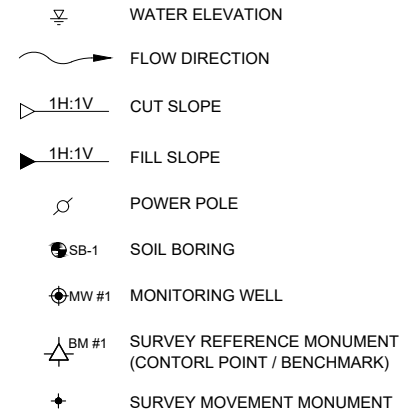 WATER ELEVATION
FLOW DIRECTION
1H:1V CUT SLOPE
1H:1V FILL SLOPE
POWER POLE
SB-1 SOIL BORING
MW #1 MONITORING WELL
BM #1 SURVEY REFERENCE MONUMENT
(CONTORL POINT / BENCHMARK)
SURVEY MOVEMENT MONUMENT